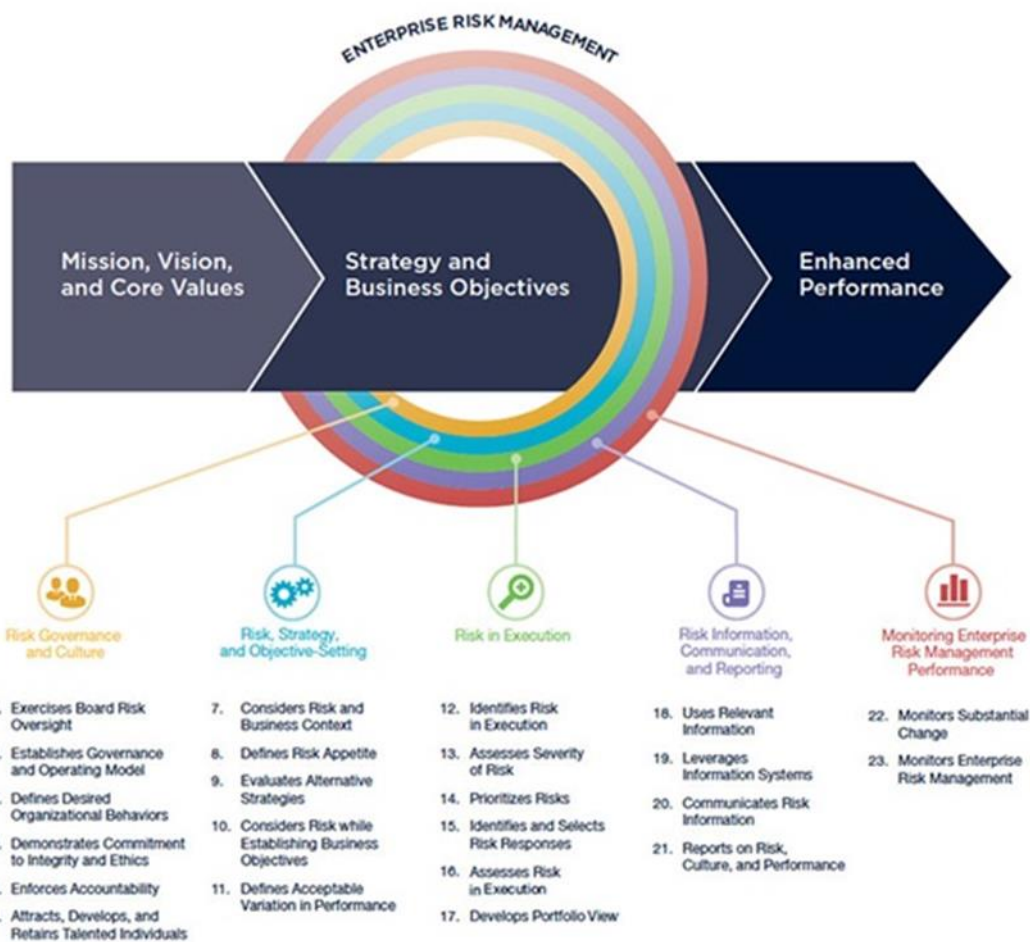 ENTERPRISE RISK MANAGEMENT
Mission, Vision,
and Core Values
Strategy and
Business Objectives
Enhanced
Performance
Risk Governance
and Culture
. Exercises Board Risk
Oversight
. Establishes Governance
and Operating Model
. Defines Desired
Organizational Behaviors
. Demonstrates Commitment
to Integrity and Ethics
. Enforces Accountability
. Attracts, Develops, and
Retains Talented Individuals
Risk, Strategy,
and Objective-Setting
7. Considers Risk and
Business Context
8. Defines Risk Appetite
9. Evaluates Alternative
Strategies
10. Considers Risk while
Establishing Business
Objectives
11. Defines Acceptable
Variation in Performance
Risk in Execution
12. Identifies Risk
in Execution
13. Assesses Severity
of Risk
14. Prioritizes Risks
15. Identifies and Selects
Risk Responses
16. Assesses Risk
in Execution
17. Develops Portfolio View
Risk Information,
Communication,
and Reporting
18. Uses Relevant
Information
19. Leverages
Information Systems
20. Communicates Risk
Information
21. Reports on Risk,
Culture, and Performance
Monitoring Enterprise
Risk Management
Performance
22. Monitors Substantial
Change
23. Monitors Enterprise
Risk Management